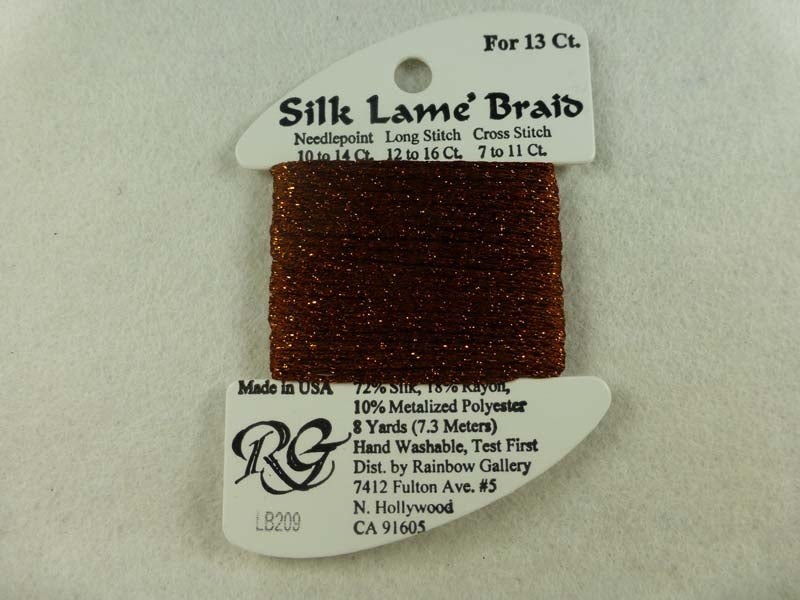 For 13 Ct.
Silk Lame' Braid
Needlepoint Long Stitch Cross Stitch
10 to 14 Ct. 12 to 16 Ct. 7 to 11 Ct.
Made in USA 72% Silk, 18% Rayon,
10% Metalized Polyester
8 Yards (7.3 Meters)
Hand Washable, Test First
Dist. by Rainbow Gallery
7412 Fulton Ave. #5
N. Hollywood
CA 91605
RG
LB209